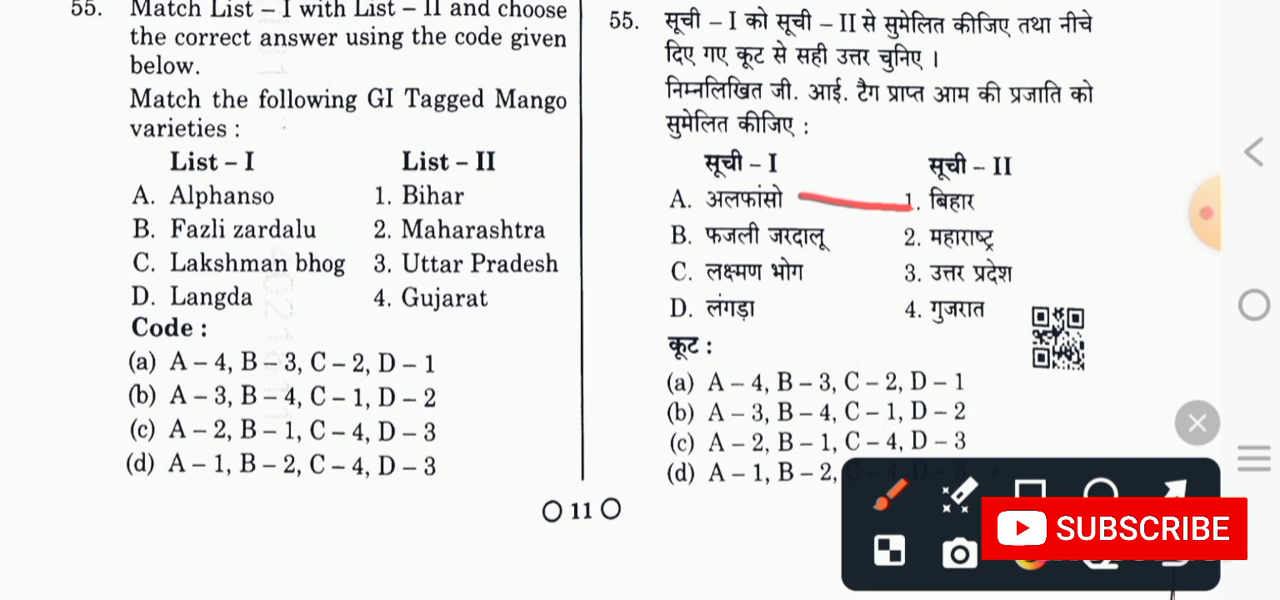 55. Match List – I with List – II and choose
the correct answer using the code given
below.
Match the following GI Tagged Mango
varieties :
List – I List – II
A. Alphanso 1. Bihar
B. Fazli zardalu 2. Maharashtra
C. Lakshman bhog 3. Uttar Pradesh
D. Langda 4. Gujarat
Code :
(a) A – 4, B – 3, C – 2, D – 1
(b) A – 3, B – 4, C – 1, D – 2
(c) A – 2, B – 1, C – 4, D – 3
(d) A – 1, B – 2, C – 4, D – 3
55. सूची – I को सूची – II से सुमेलित कीजिए तथा नीचे
दिए गए कूट से सही उत्तर चुनिए ।
निम्नलिखित जी. आई. टैग प्राप्त आम की प्रजाति को
सुमेलित कीजिए :
सूची – I सूची – II
A. अलफांसो 1. बिहार
B. फजली जरदालू 2. महाराष्ट्र
C. लक्ष्मण भोग 3. उत्तर प्रदेश
D. लंगड़ा 4. गुजरात
कूट :
(a) A – 4, B – 3, C – 2, D – 1
(b) A – 3, B – 4, C – 1, D – 2
(c) A – 2, B – 1, C – 4, D – 3
(d) A – 1, B – 2,
11
SUBSCRIBE